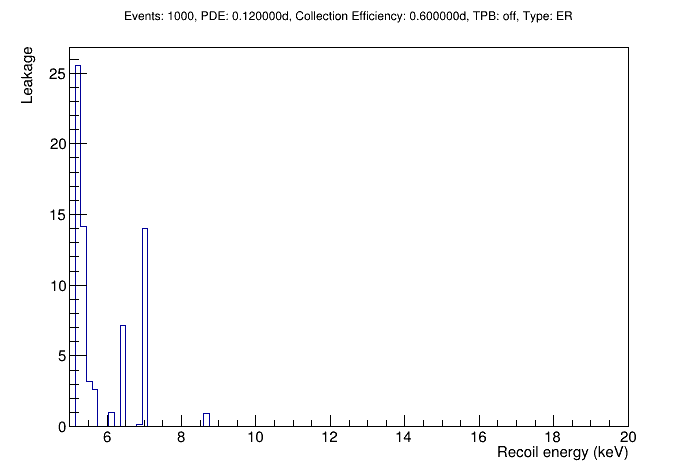 Events: 1000, PDE: 0.120000d, Collection Efficiency: 0.600000d, TPB: off, Type: ER
Leakage
25
20
15
10
5
0
6 8 10 12 14 16 18 20
Recoil energy (keV)